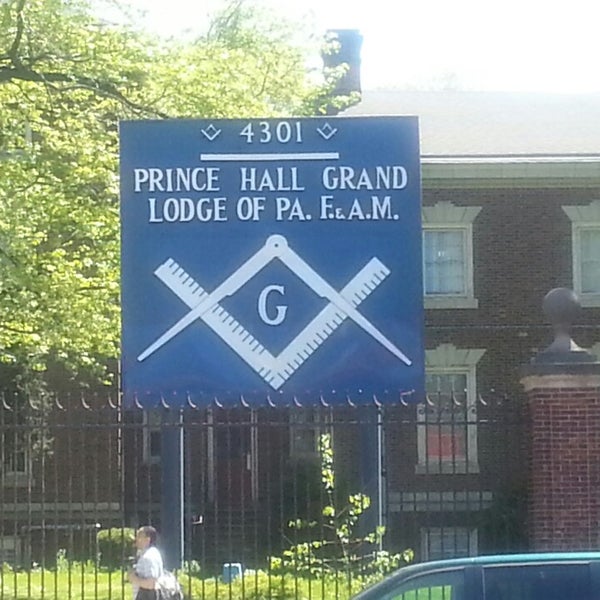 4301
PRINCE HALL GRAND
LODGE OF PA. F.& A.M.
G